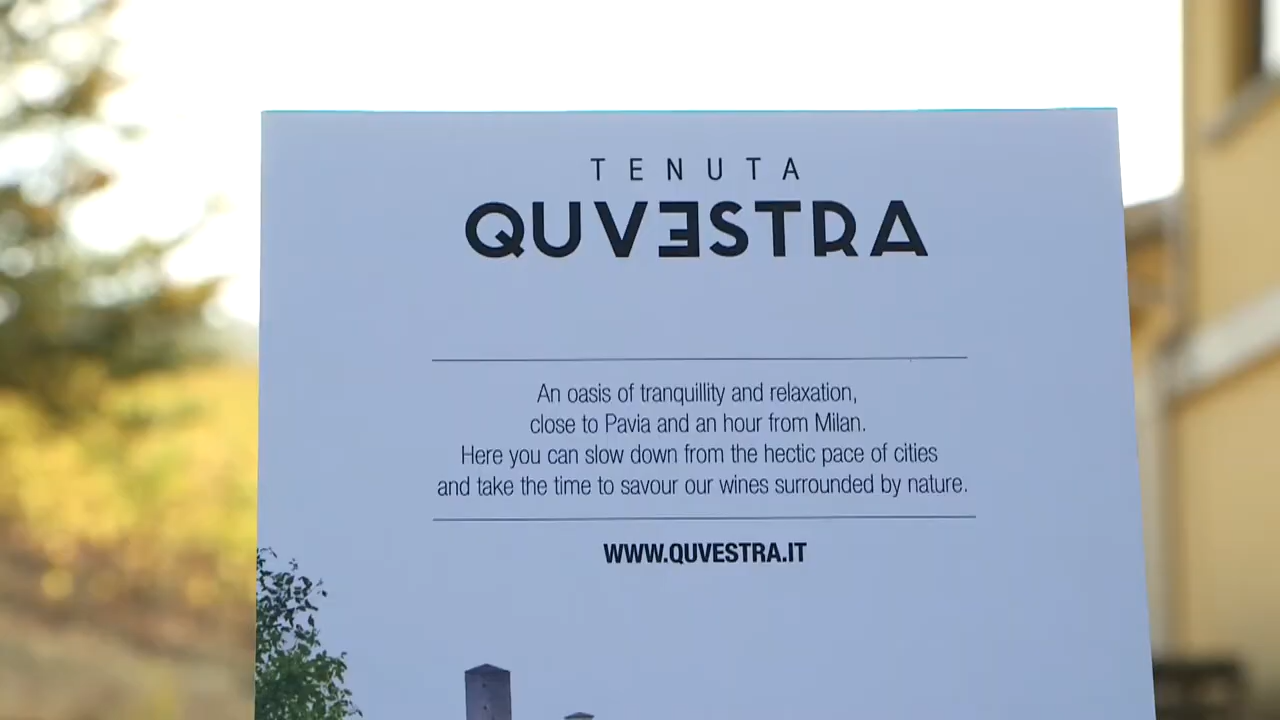 TENUTA
QUVESTRA
An oasis of tranquillity and relaxation,
close to Pavia and an hour from Milan.
Here you can slow down from the hectic pace of cities
and take the time to savour our wines surrounded by nature.
WWW.QUVESTRA.IT